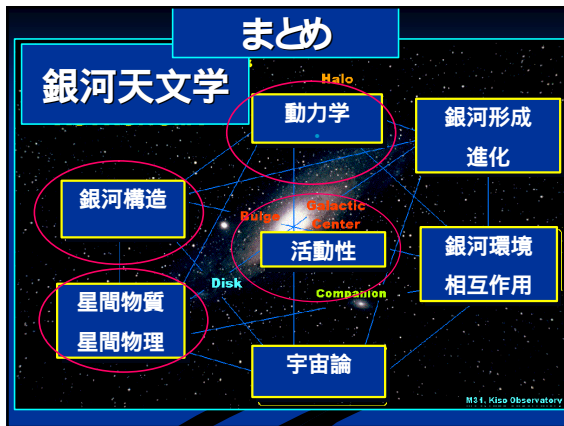 まとめ
銀河天文学
Halo
動力学
銀河形成
進化
銀河構造
Bulge
Galactic
Center
活動性
銀河環境
相互作用
Disk
Companion
星間物質
星間物理
宇宙論
M31. Kiso Observatory